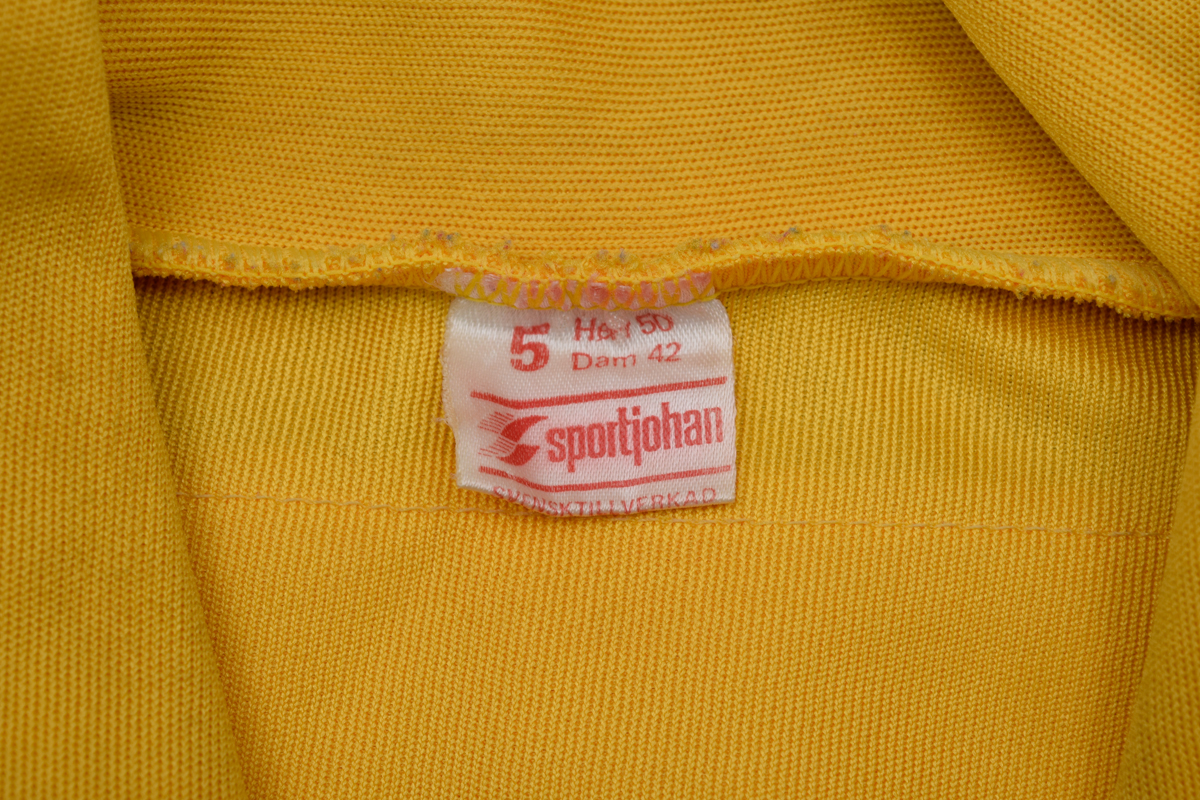 5 Herr 50
Dam 42
sportjohan
SVENSKTILLVERKAD